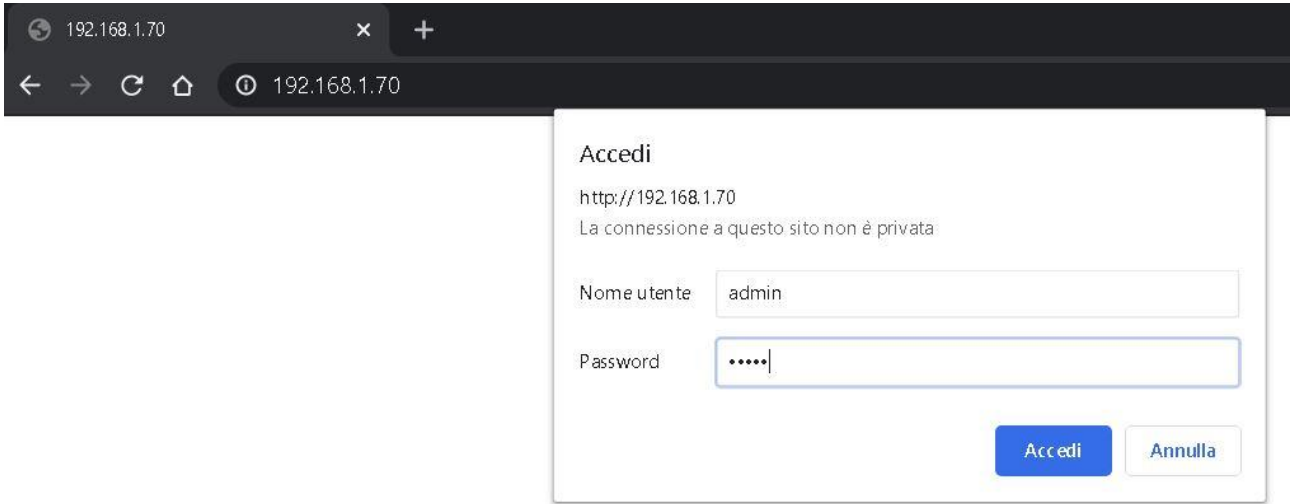 192.168.1.70
192.168.1.70
Accedi
http://192.168.1.70
La connessione a questo sito non è privata
Nome utente admin
Password •••••
Accedi Annulla